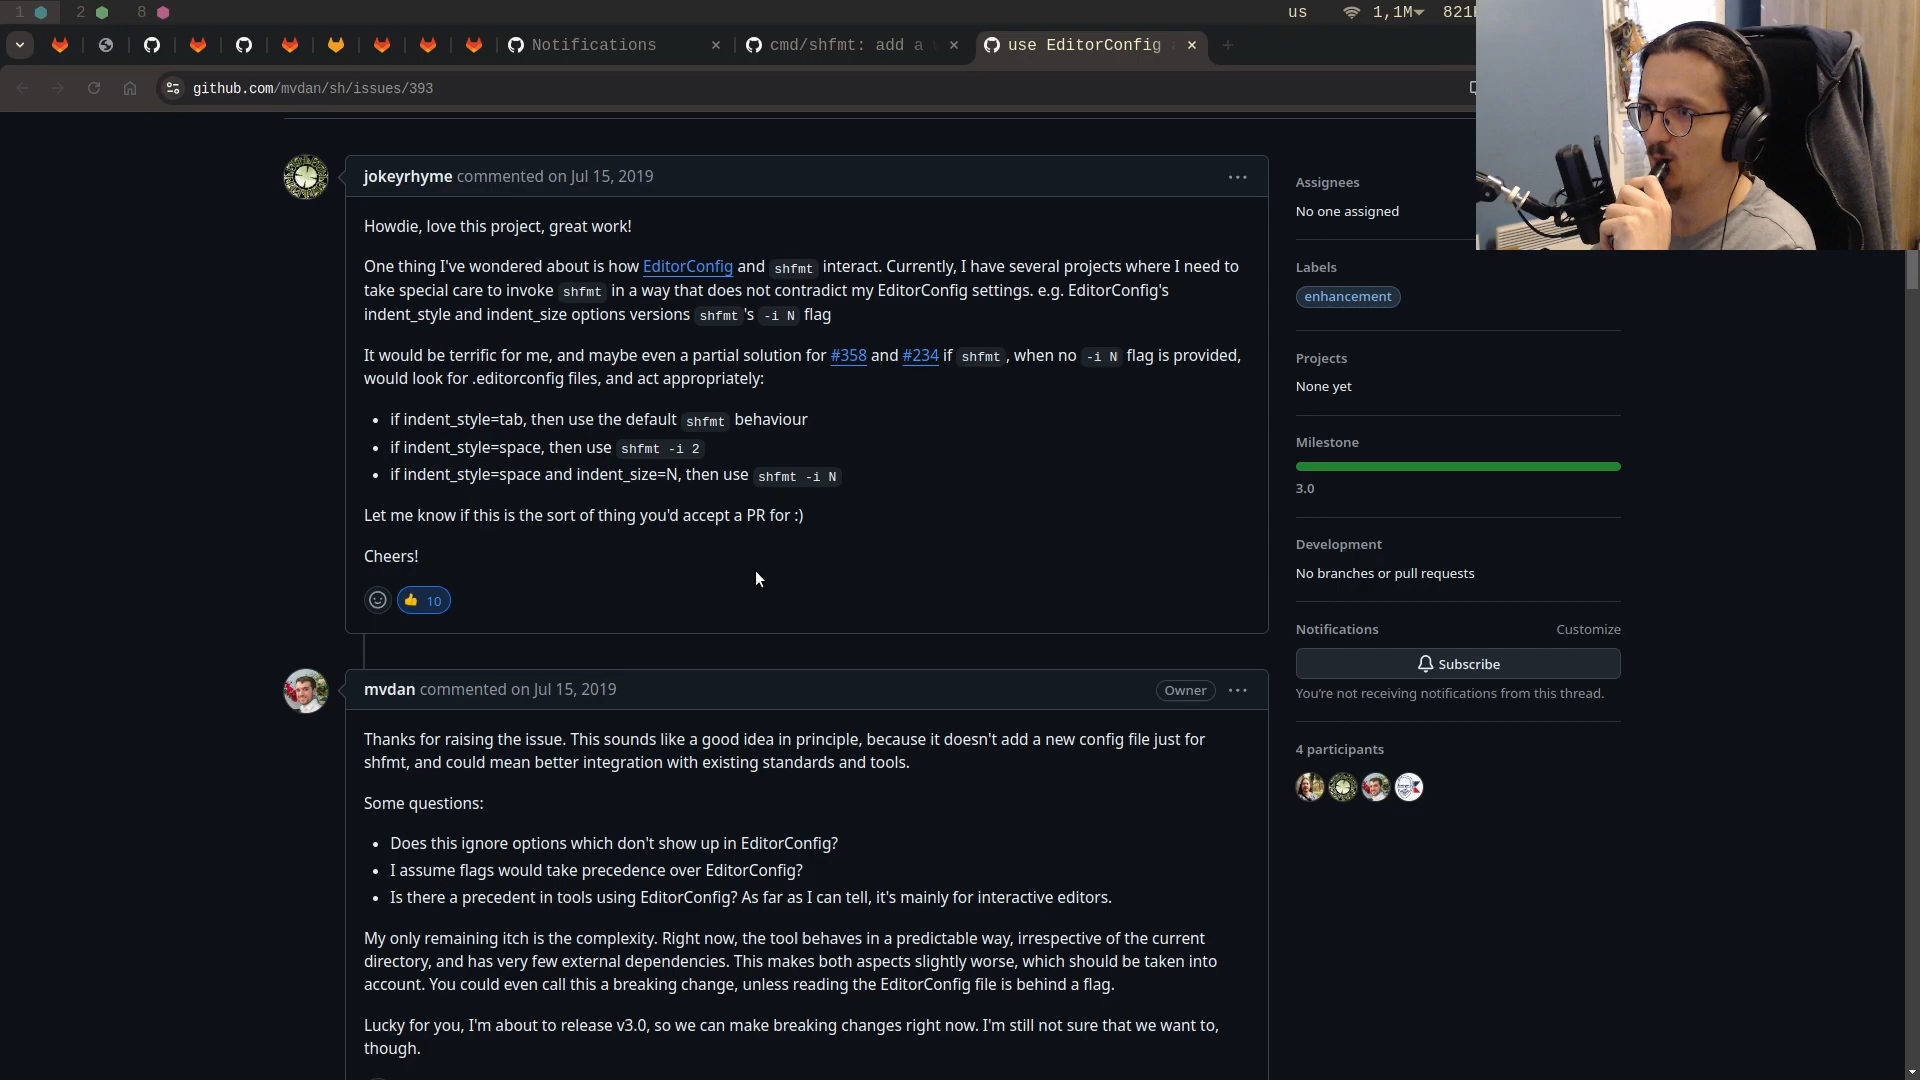 1 2 8 us 1,1M 821
Notifications cmd/shfmt: add a use EditorConfig
github.com/mvdan/sh/issues/393
jokeyrhyme commented on Jul 15, 2019
Howdie, love this project, great work!
One thing I've wondered about is how EditorConfig and shfmt interact. Currently, I have several projects where I need to
take special care to invoke shfmt in a way that does not contradict my EditorConfig settings. e.g. EditorConfig's
indent_style and indent_size options versions shfmt's -i N flag
It would be terrific for me, and maybe even a partial solution for #358 and #234 if shfmt, when no -i N flag is provided,
would look for .editorconfig files, and act appropriately:
• if indent_style=tab, then use the default shfmt behaviour
• if indent_style=space, then use shfmt -i 2
• if indent_style=space and indent_size=N, then use shfmt -i N
Let me know if this is the sort of thing you'd accept a PR for :)
Cheers!
👍 10
mvdan commented on Jul 15, 2019
Owner
Thanks for raising the issue. This sounds like a good idea in principle, because it doesn't add a new config file just for
shfmt, and could mean better integration with existing standards and tools.
Some questions:
• Does this ignore options which don't show up in EditorConfig?
• I assume flags would take precedence over EditorConfig?
• Is there a precedent in tools using EditorConfig? As far as I can tell, it's mainly for interactive editors.
My only remaining itch is the complexity. Right now, the tool behaves in a predictable way, irrespective of the current
directory, and has very few external dependencies. This makes both aspects slightly worse, which should be taken into
account. You could even call this a breaking change, unless reading the EditorConfig file is behind a flag.
Lucky for you, I'm about to release v3.0, so we can make breaking changes right now. I'm still not sure that we want to,
though.
Assignees
No one assigned
Labels
enhancement
Projects
None yet
Milestone
3.0
Development
No branches or pull requests
Notifications Customize
Subscribe
You're not receiving notifications from this thread.
4 participants